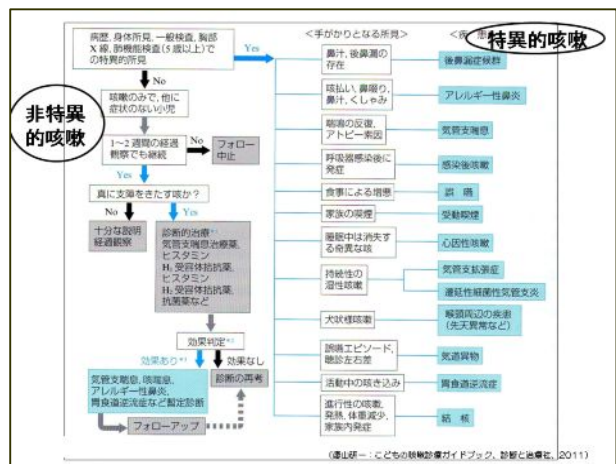 特異的咳嗽
非特異
的咳嗽
病歴，身体所見，一般検査，胸部
X 線，肺機能検査（5歳以上）で
の特異的所見
Yes
No
咳嗽のみで，他に
症状のない小児
1〜2 週間の経過
観察でも継続
No
フォロー
中止
Yes
真に支障をきたす咳か？
No
Yes
十分な説明
経過観察
診断的治療*¹
気管支喘息治療薬，
ヒスタミン
H₁ 受容体拮抗薬，
ヒスタミン
H₂ 受容体拮抗薬，
抗菌薬など
効果判定*²
効果あり*³
効果なし
気管支喘息，咳喘息，
アレルギー性鼻炎，
胃食道逆流症など暫定診断
診断の再考
フォローアップ
＜手がかりとなる所見＞
＜疾 患
鼻汁，後鼻漏の
存在
後鼻漏症候群
咳払い，鼻啜り，
鼻汁，くしゃみ
アレルギー性鼻炎
喘鳴の反復，
アトピー素因
気管支喘息
呼吸器感染後に
発症
感染後咳嗽
食事による増悪
誤 嚥
家族の喫煙
受動喫煙
睡眠中は消失す
る奇異な咳
心因性咳嗽
持続性の
湿性咳嗽
気管支拡張症
遷延性細菌性気管支炎
犬吠様咳嗽
喉頭周辺の疾患
（先天異常など）
誤嚥エピソード，
聴診左右差
気道異物
活動中の咳き込み
胃食道逆流症
進行性の咳嗽，
発熱，体重減少，
家族内発症
結 核
研一：こどもの咳嗽診療ガイドブック、診断と治療社、2011）